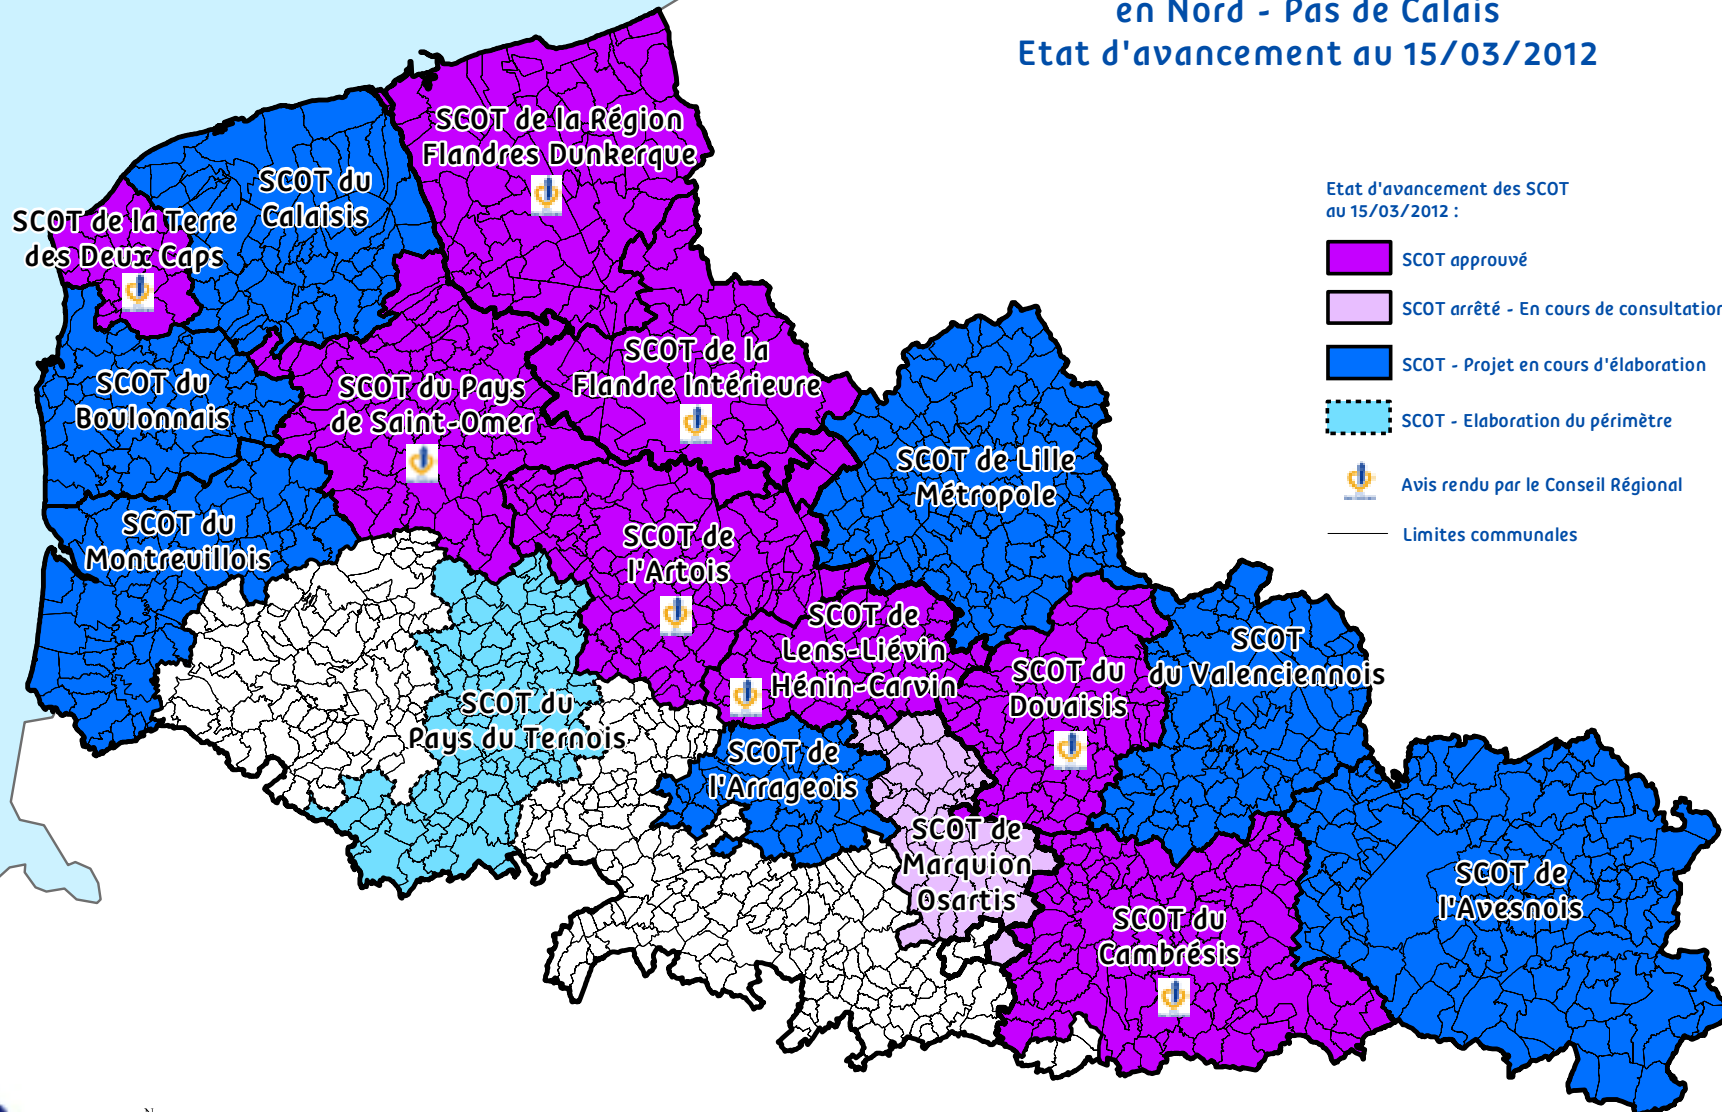 en Nord - Pas de Calais
Etat d'avancement au 15/03/2012
SCOT de la Région
Flandres Dunkerque
SCOT du
Calaisis
SCOT de la Terre
des Deux Caps
Etat d'avancement des SCOT
au 15/03/2012 :
SCOT approuvé
SCOT arrêté - En cours de consultation
SCOT - Projet en cours d'élaboration
SCOT - Elaboration du périmètre
Avis rendu par le Conseil Régional
Limites communales
SCOT du
Boulonnais
SCOT du Pays
de Saint-Omer
SCOT de la
Flandre Intérieure
SCOT de Lille
Métropole
SCOT du
Montreuillois
SCOT de
l'Artois
SCOT de
Lens-Liévin
Hénin-Carvin
SCOT du
Douaisis
SCOT
du Valenciennois
SCOT du
Pays du Ternois
SCOT de
l'Arrageois
SCOT de
Marquion
Osartis
SCOT du
Cambrésis
SCOT de
l'Avesnois
N